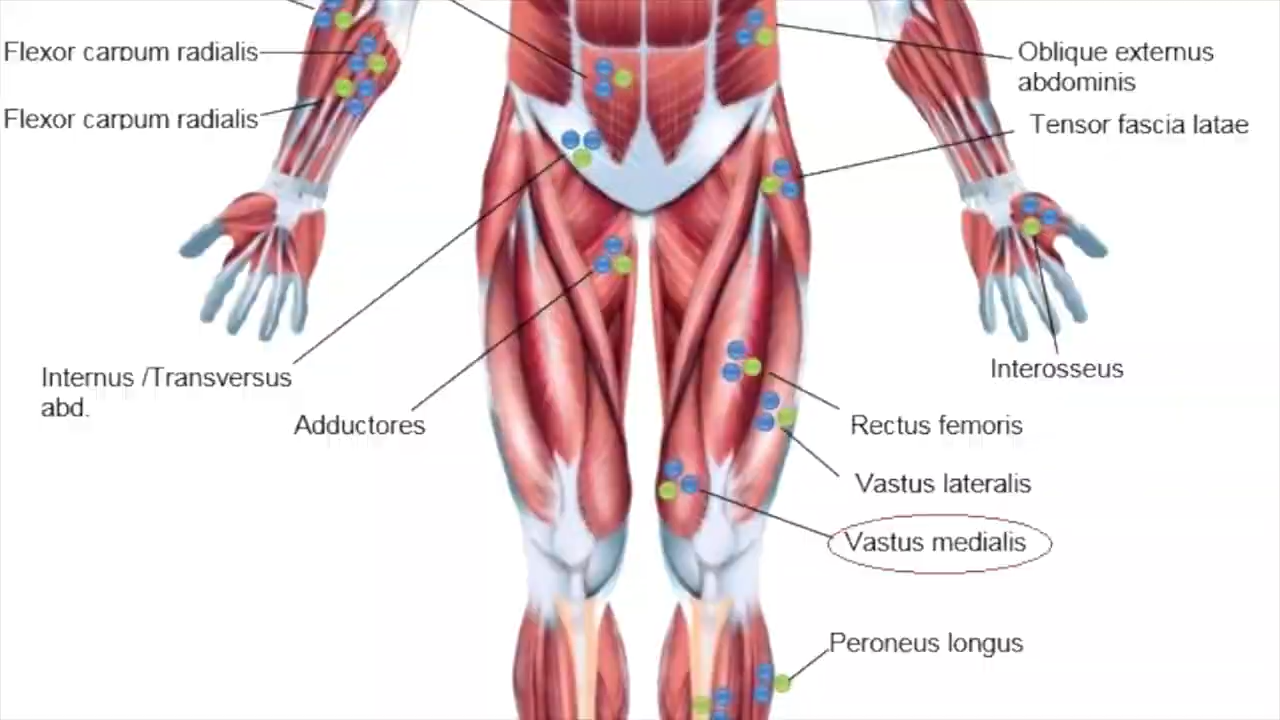 Flexor carpum radialis
Flexor carpum radialis
Oblique externus
abdominis
Tensor fascia latae
Internus /Transversus
abd.
Adductores
Interosseus
Rectus femoris
Vastus lateralis
Vastus medialis
Peroneus longus